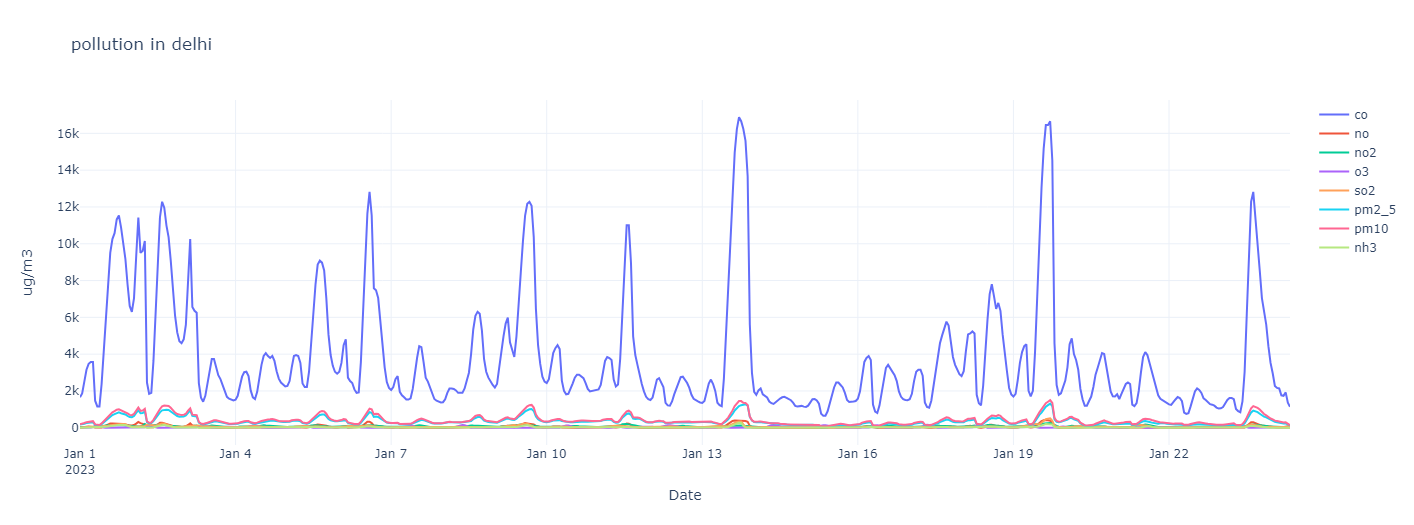 pollution in delhi
ug/m3
16k
14k
12k
10k
8k
6k
4k
2k
0
Jan 1
2023
Jan 4
Jan 7
Jan 10
Jan 13
Jan 16
Jan 19
Jan 22
Date
co
no
no2
o3
so2
pm2_5
pm10
nh3